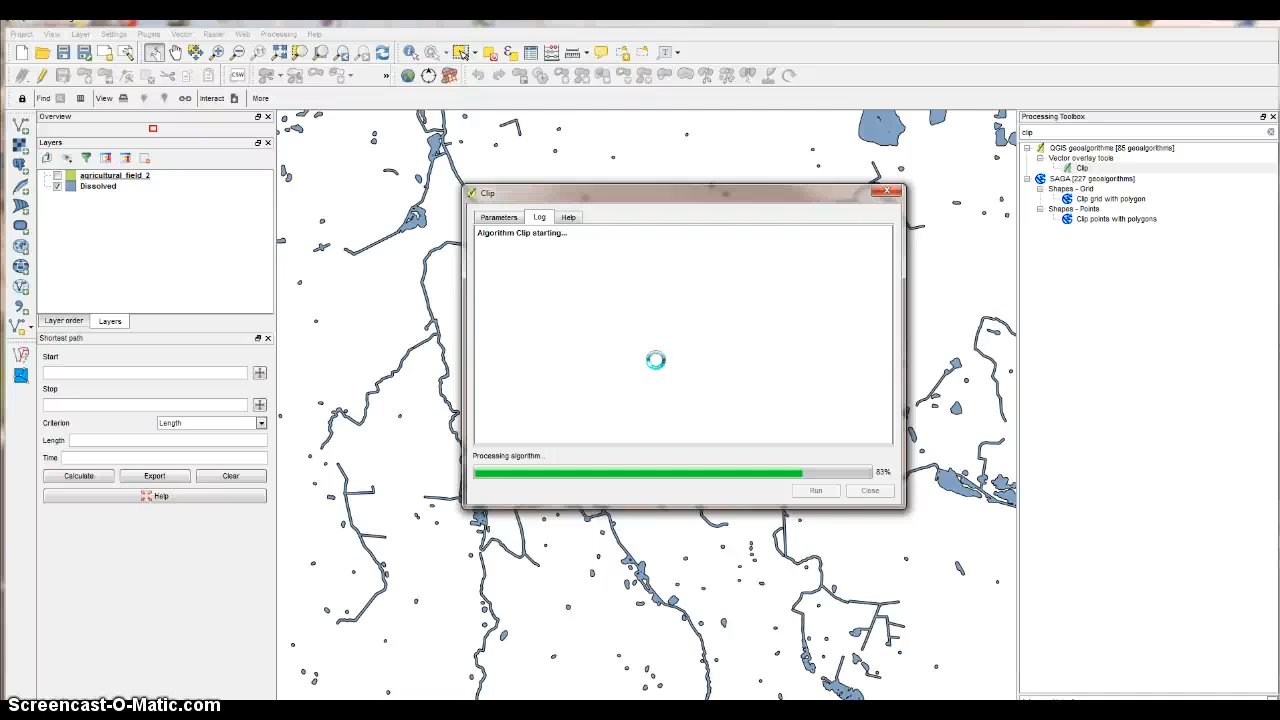 Project View Layer Settings Plugins Vector Raster Web Processing Help
CSW
Find View Interact More
Overview
Layers
agricultural_field_2
Dissolved
Layer order Layers
Shortest path
Start
Stop
Criterion Length
Length
Time
Calculate Export Clear
Help
Clip
Parameters Log Help
Algorithm Clip starting...
Processing algorithm...
83%
Run Close
Processing Toolbox
clip
QGIS geoalgorithms [85 geoalgorithms]
Vector overlay tools
Clip
SAGA [227 geoalgorithms]
Shapes - Grid
Clip grid with polygon
Shapes - Points
Clip points with polygons
Screencast-O-Matic.com